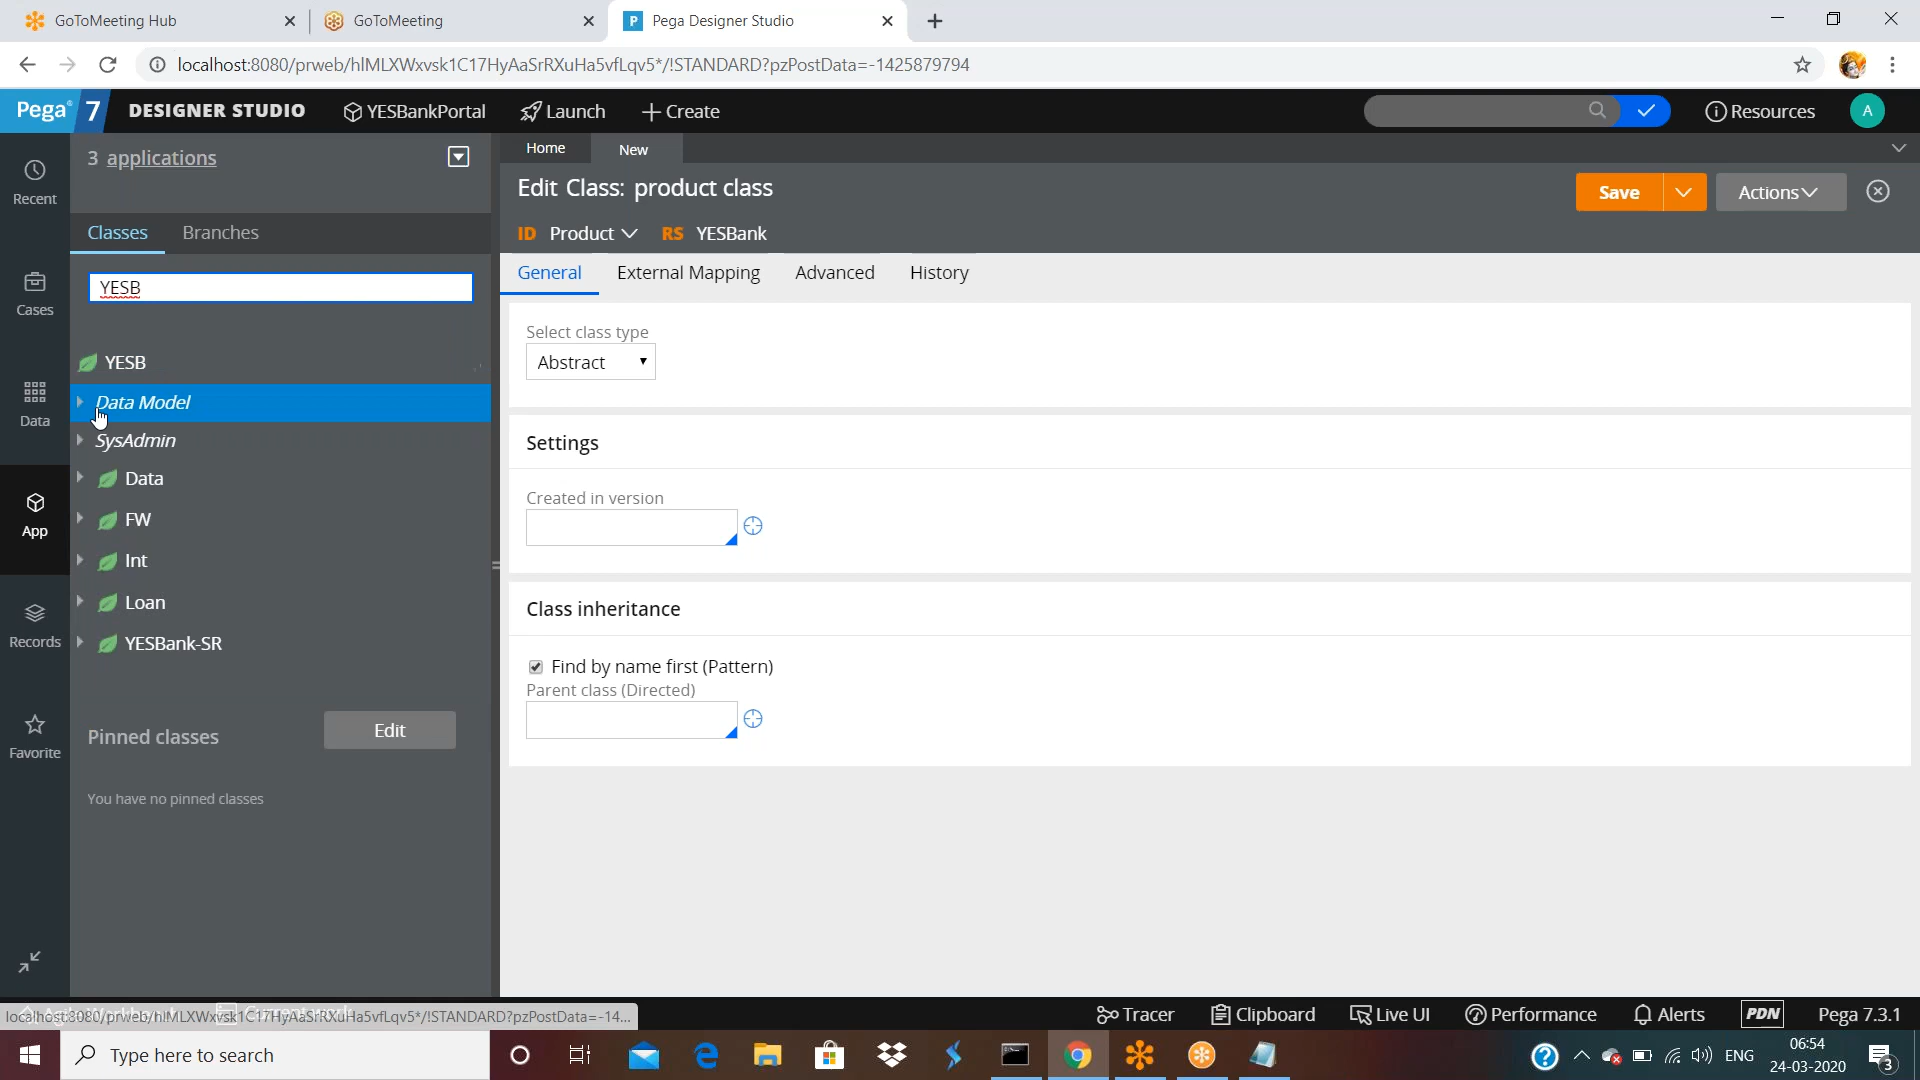 GoToMeeting Hub
GoToMeeting
Pega Designer Studio
localhost:8080/prweb/hIMLXWxvsk1C17HyAaSrRXuHa5vfLqv5*/!STANDARD?pzPostData=-1425879794
Pega 7 DESIGNER STUDIO YESBankPortal Launch Create Resources A
Recent
Cases
Data
App
Records
Favorite
3 applications
Classes Branches
YESB
YESB
Data Model
SysAdmin
Data
FW
Int
Loan
YESBank-SR
Pinned classes Edit
You have no pinned classes
Home New
Edit Class: product class Save Actions
ID Product RS YESBank
General External Mapping Advanced History
Select class type
Abstract
Settings
Created in version
Class inheritance
Find by name first (Pattern)
Parent class (Directed)
localhost:8080/prweb/hIMLXWxvsk1C17HyAaSrRXuHa5vfLqv5*/!STANDARD?pzPostData=-14...
Tracer Clipboard Live UI Performance Alerts PDN Pega 7.3.1
Type here to search
ENG
06:54
24-03-2020
3